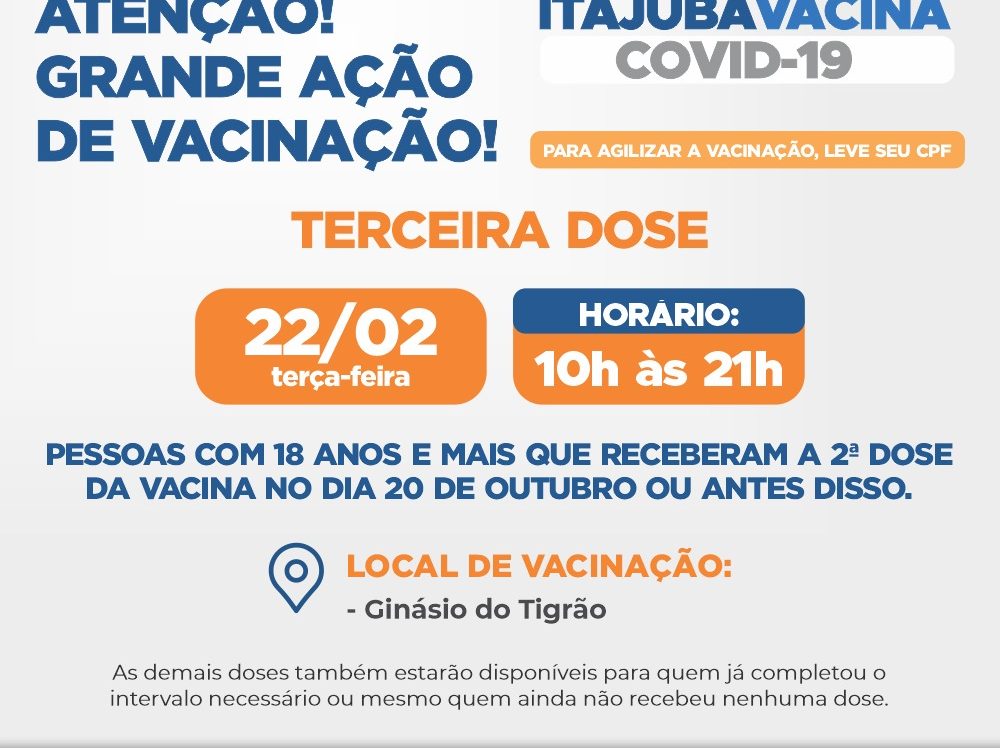 ATENÇÃO!
GRANDE AÇÃO
DE VACINAÇÃO!
ITAJUBÁVACINA
COVID-19
PARA AGILIZAR A VACINAÇÃO, LEVE SEU CPF
TERCEIRA DOSE
22/02
terça-feira
HORÁRIO:
10h às 21h
PESSOAS COM 18 ANOS E MAIS QUE RECEBERAM A 2ª DOSE
DA VACINA NO DIA 20 DE OUTUBRO OU ANTES DISSO.
LOCAL DE VACINAÇÃO:
- Ginásio do Tigrão
As demais doses também estarão disponíveis para quem já completou o
intervalo necessário ou mesmo quem ainda não recebeu nenhuma dose.